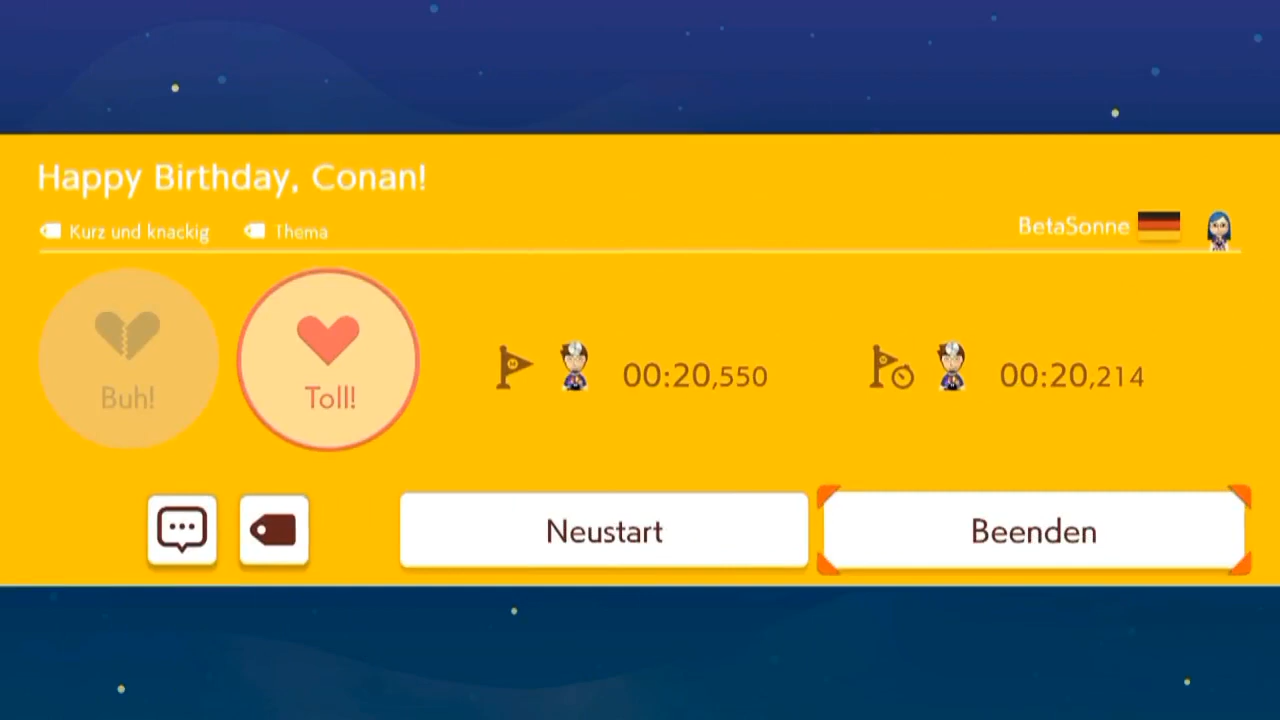 Happy Birthday, Conan!
Kurz und knackig Thema
BetaSonne
Buh!
Toll!
00:20,550
00:20,214
Neustart
Beenden